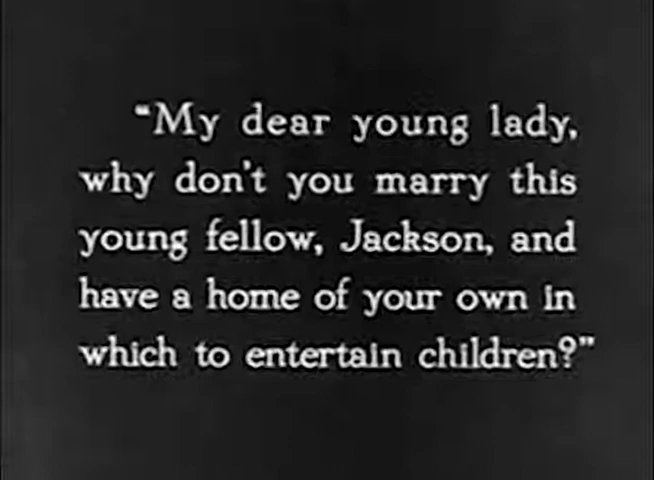 “My dear young lady,
why don't you marry this
young fellow, Jackson, and
have a home of your own in
which to entertain children?”